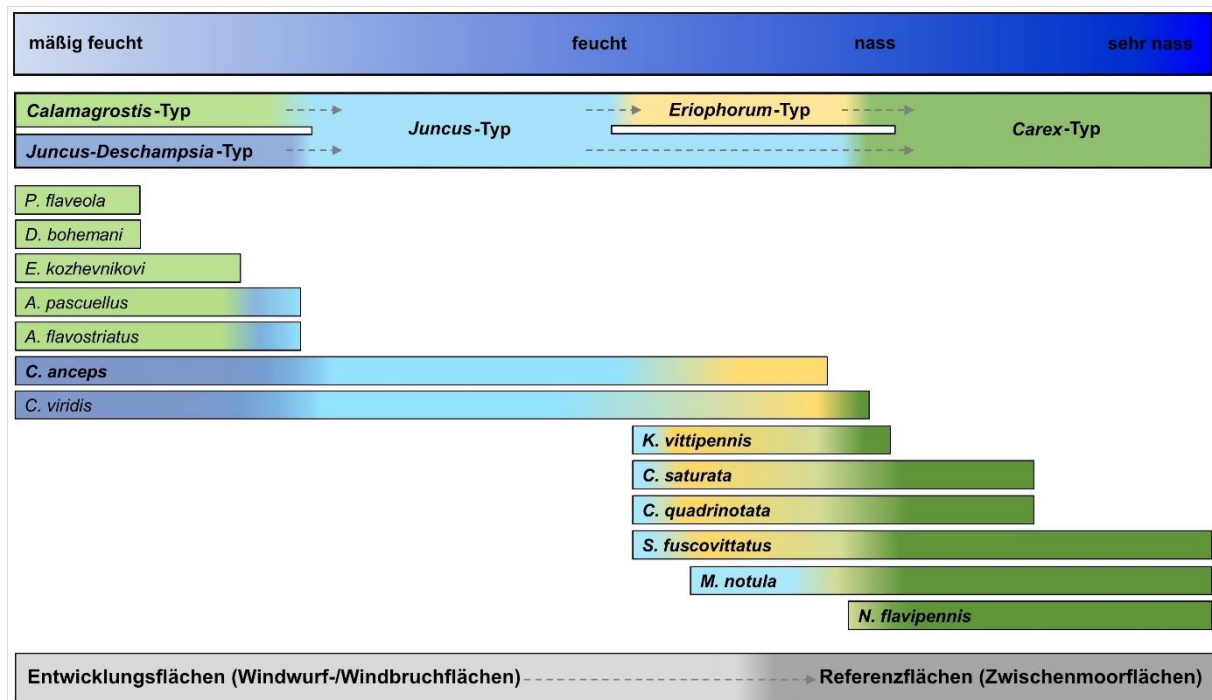 mäßig feucht feucht nass sehr nass
Calamagrostis-Typ Eriophorum-Typ
Juncus-Typ Carex-Typ
Juncus-Deschampsia-Typ
P. flaveola
D. bohemani
E. kozhevnikovi
A. pascuellus
A. flavostriatus
C. anceps
C. viridis
K. vittipennis
C. saturata
C. quadrinotata
S. fuscovittatus
M. notula
N. flavipennis
Entwicklungsflächen (Windwurf-/Windbruchflächen) Referenzflächen (Zwischenmoorflächen)